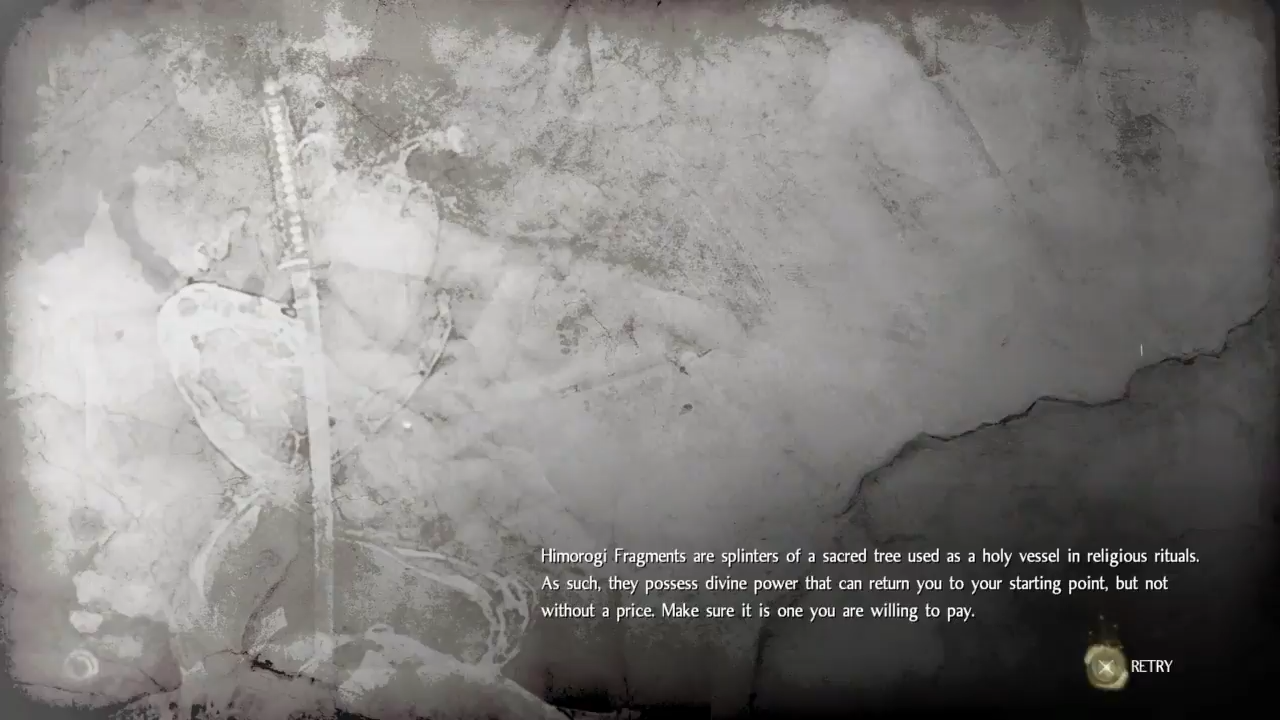 Himorogi Fragments are splinters of a sacred tree used as a holy vessel in religious rituals.
As such, they possess divine power that can return you to your starting point, but not
without a price. Make sure it is one you are willing to pay.
RETRY